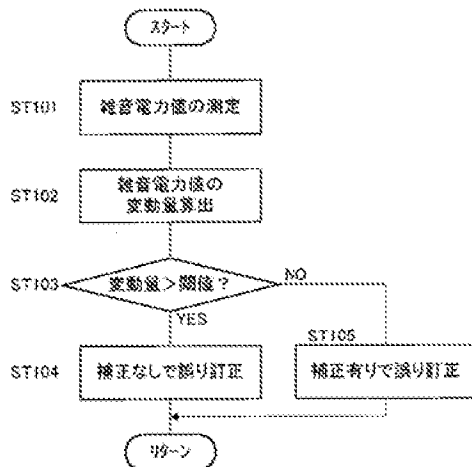 スタート
ST101
雑音電力値の測定
ST102
雑音電力値の
変動量算出
ST103
変動量＞閾値？
NO
YES
ST104
補正なしで誤り訂正
ST105
補正有りで誤り訂正
リターン